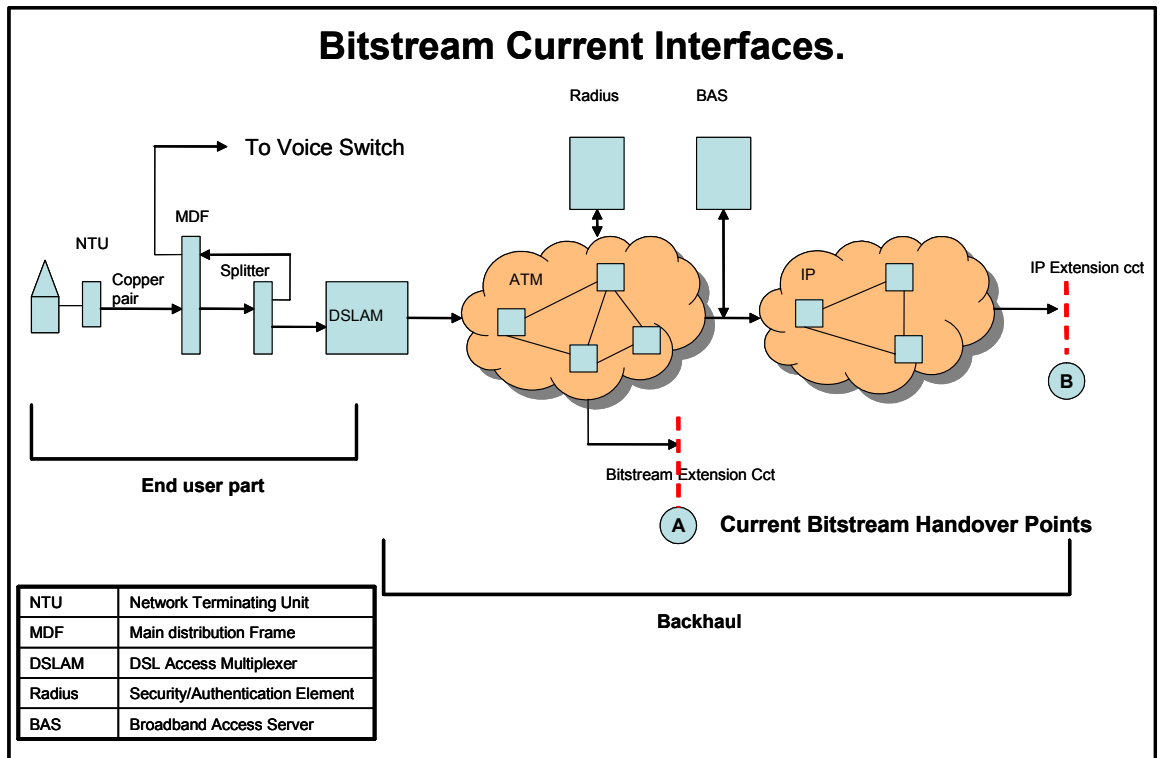 Bitstream Current Interfaces.
Radius
BAS
To Voice Switch
MDF
NTU
Copper
pair
Splitter
DSLAM
ATM
IP
IP Extension cct
B
End user part
Bitstream Extension Cct
A
Current Bitstream Handover Points
Backhaul
NTU Network Terminating Unit
MDF Main distribution Frame
DSLAM DSL Access Multiplexer
Radius Security/Authentication Element
BAS Broadband Access Server